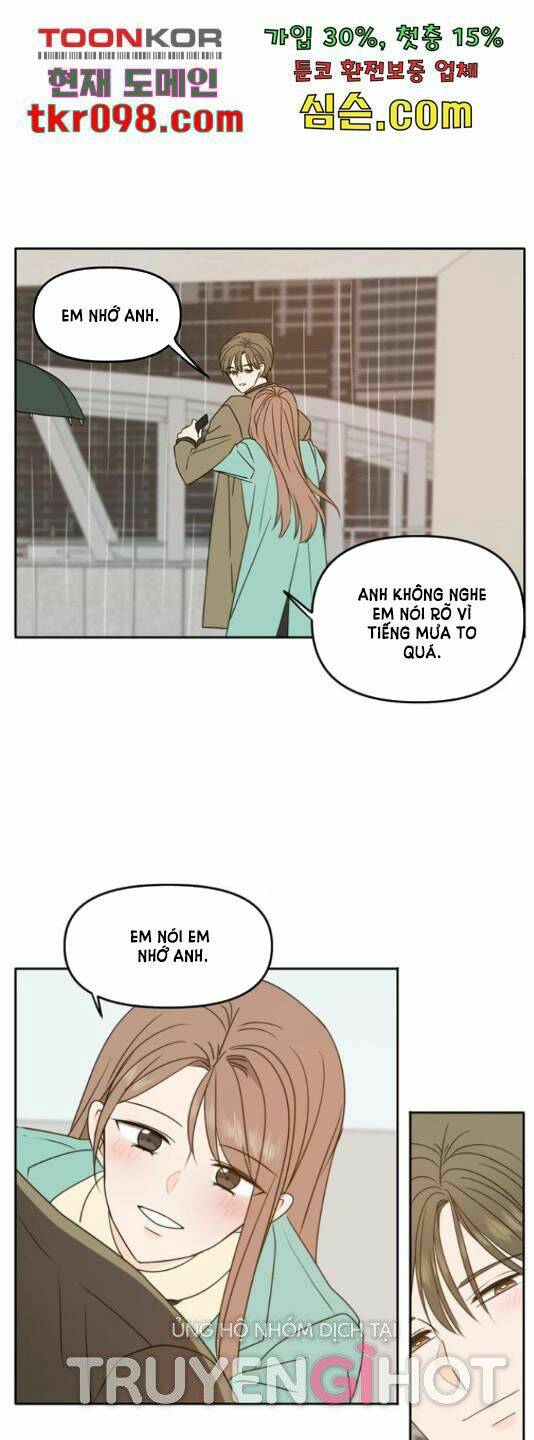 TOONKOR
현재 도메인
tkr098.com
가입 30%, 첫충 15%
툰코 환전보증 업체
심슨.com
EM NHỚ ANH.
ANH KHÔNG NGHE
EM NÓI RÕ VÌ
TIẾNG MƯA TO
QUÁ.
EM NÓI EM
NHỚ ANH.
ỦNG HỘ NHÓM DỊCH TẠI
TRUYENGIHOT